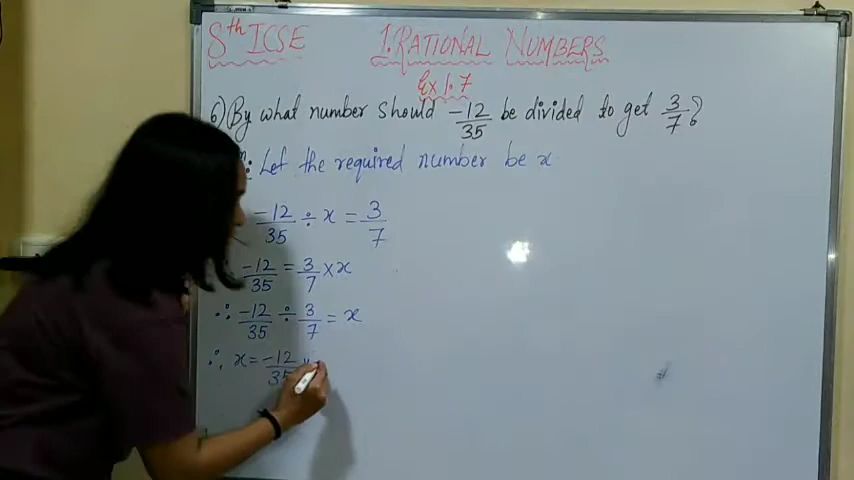 8th ICSE 1. RATIONAL NUMBERS
Ex 1.7
6) By what number should -12/35 be divided to get 3/7?
: Let the required number be x
-12/35 ÷ x = 3/7
-12/35 = 3/7 × x
∴ -12/35 ÷ 3/7 = x
∴ x = -12/35